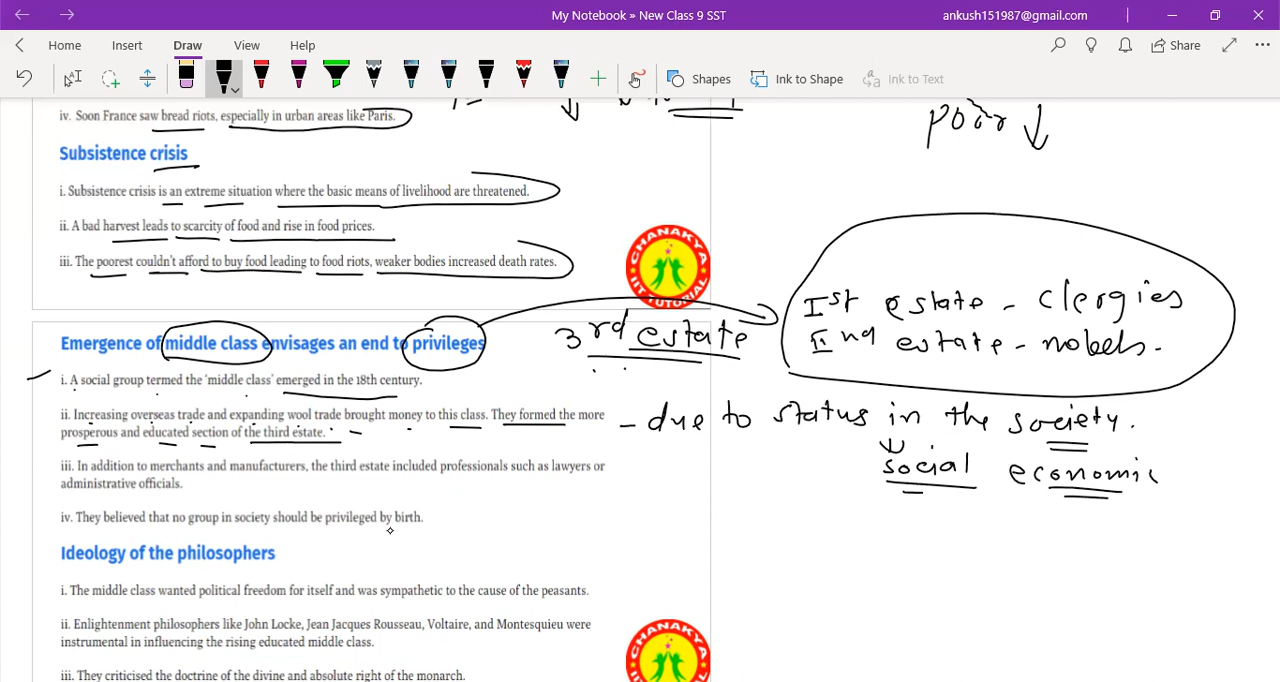 My Notebook » New Class 9 SST
ankush151987@gmail.com
Home Insert Draw View Help
Share
Shapes
Ink to Shape
Ink to Text
iv. Soon France saw bread riots, especially in urban areas like Paris.
poor ↓
Subsistence crisis
i. Subsistence crisis is an extreme situation where the basic means of livelihood are threatened.
ii. A bad harvest leads to scarcity of food and rise in food prices.
iii. The poorest couldn't afford to buy food leading to food riots, weaker bodies increased death rates.
CHANAKYA
IIT TUTORIAL
Ist estate - clergies
IInd estate - nobels.
3rd estate
Emergence of middle class envisages an end to privileges
i. A social group termed the 'middle class' emerged in the 18th century.
ii. Increasing overseas trade and expanding wool trade brought money to this class. They formed the more
prosperous and educated section of the third estate.
- due to status in the society.
social economic
iii. In addition to merchants and manufacturers, the third estate included professionals such as lawyers or
administrative officials.
iv. They believed that no group in society should be privileged by birth.
Ideology of the philosophers
i. The middle class wanted political freedom for itself and was sympathetic to the cause of the peasants.
ii. Enlightenment philosophers like John Locke, Jean Jacques Rousseau, Voltaire, and Montesquieu were
instrumental in influencing the rising educated middle class.
CHANAKYA
iii. They criticised the doctrine of the divine and absolute right of the monarch.